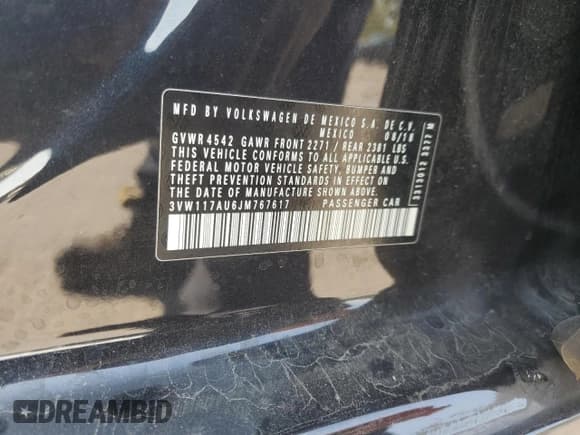 MFD BY VOLKSWAGEN DE MEXICO S.A. DE C.V.
MEXICO 08/18
GVWR 4542 GAWR FRONT 2271 / REAR 2381 LBS
THIS VEHICLE CONFORMS TO ALL APPLICABLE U.S.
FEDERAL MOTOR VEHICLE SAFETY, BUMPER AND
THEFT PREVENTION STANDARDS IN EFFECT ON
THE DATE OF MANUFACTURE SHOWN ABOVE.
3VW117AU6JM767617 PASSENGER CAR
DREAMBID